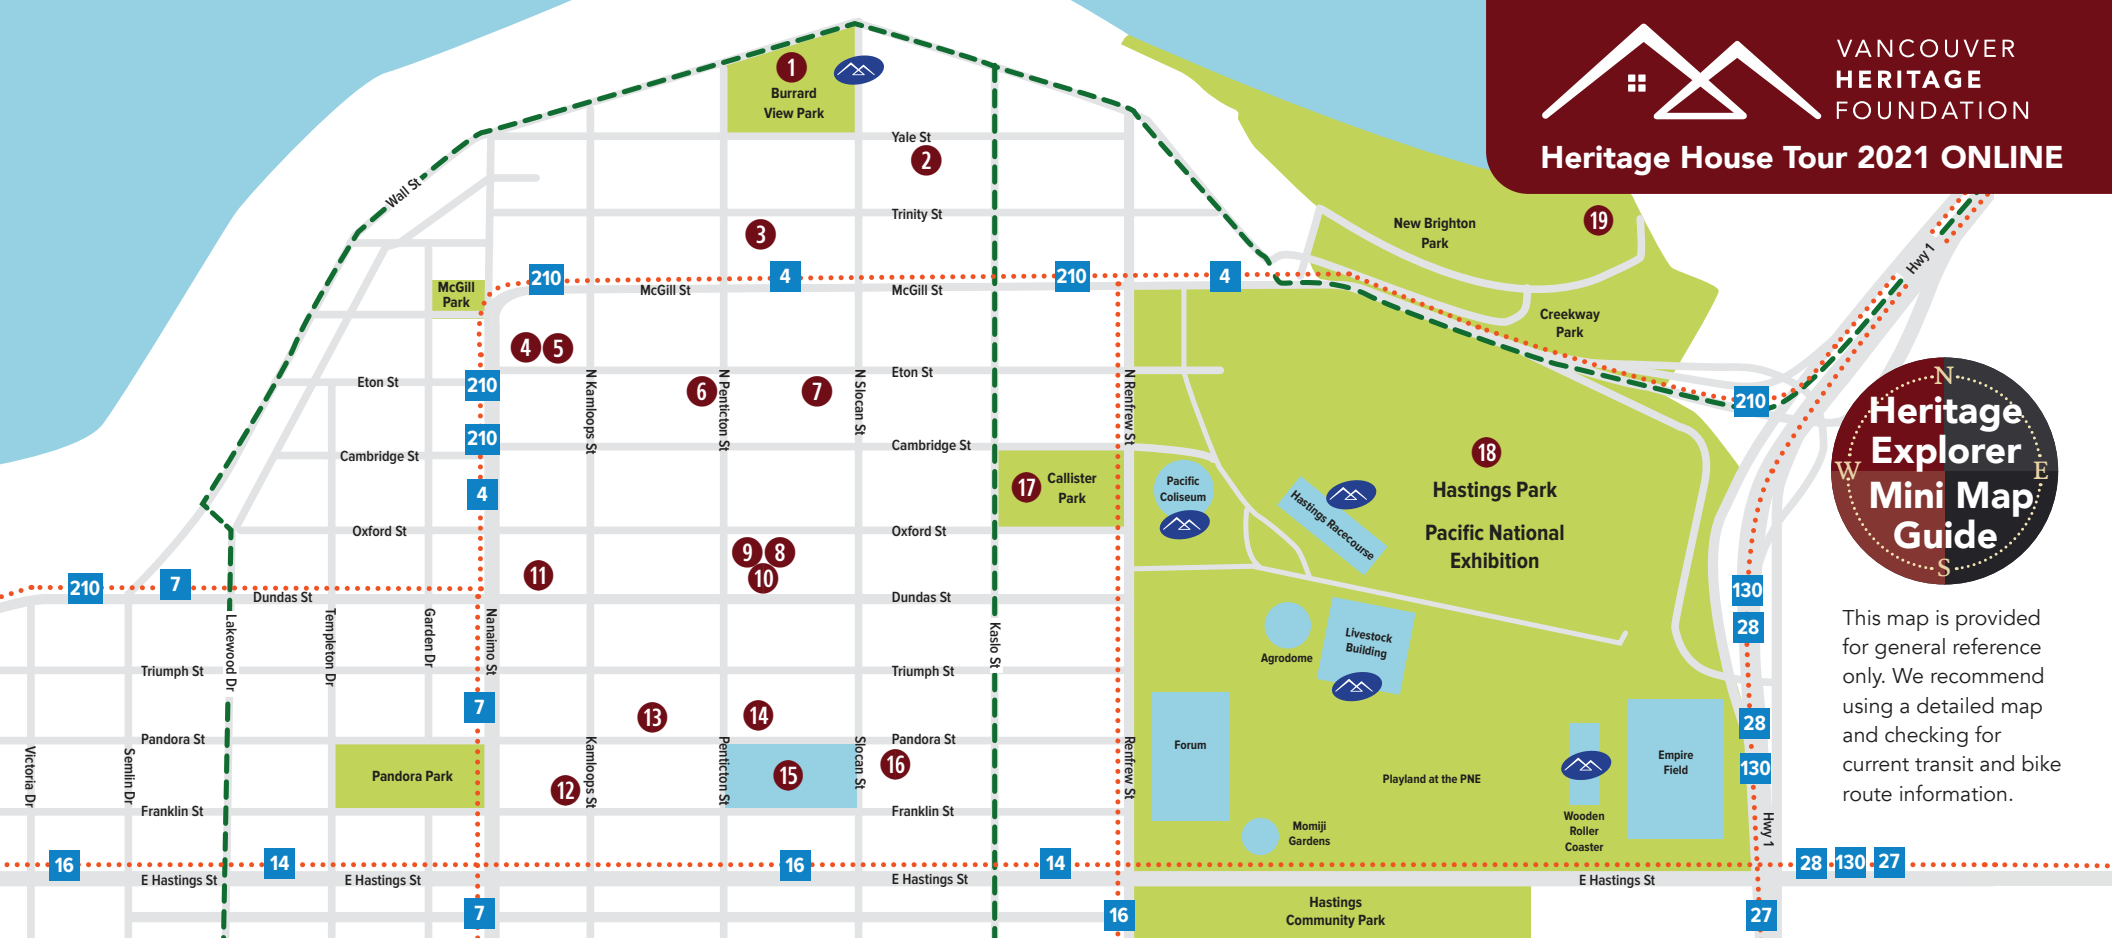 VANCOUVER
HERITAGE
FOUNDATION
Heritage House Tour 2021 ONLINE
1
Burrard
View Park
Yale St
2
Wall St
Trinity St
3
New Brighton
Park
19
Hwy 1
210
4
210
4
McGill
Park
McGill St
McGill St
Creekway
Park
4
5
Eton St
210
N Kamloops St
6
N Penticton St
7
N Slocan St
Eton St
N Renfrew St
210
N
Heritage
Explorer
W
E
Mini Map
Guide
S
210
Cambridge St
Cambridge St
4
17
Callister
Park
Pacific
Coliseum
Hastings Racecourse
18
Hastings Park
Pacific National
Exhibition
Oxford St
Oxford St
9
8
10
11
210
7
Dundas St
Dundas St
130
28
This map is provided
for general reference
only. We recommend
using a detailed map
and checking for
current transit and bike
route information.
Lakewood Dr
Templeton Dr
Garden Dr
Nanaimo St
Kaslo St
Agrodome
Livestock
Building
Triumph St
Triumph St
7
13
14
28
130
Pandora St
Pandora St
Victoria Dr
Semlin Dr
Pandora Park
Kamloops St
Penticton St
15
Slocan St
16
12
Renfrew St
Forum
Playland at the PNE
Empire
Field
Wooden
Roller
Coaster
Momiji
Gardens
Franklin St
Franklin St
Hwy 1
16
14
16
14
28
130
27
E Hastings St
E Hastings St
E Hastings St
E Hastings St
7
16
Hastings
Community Park
27